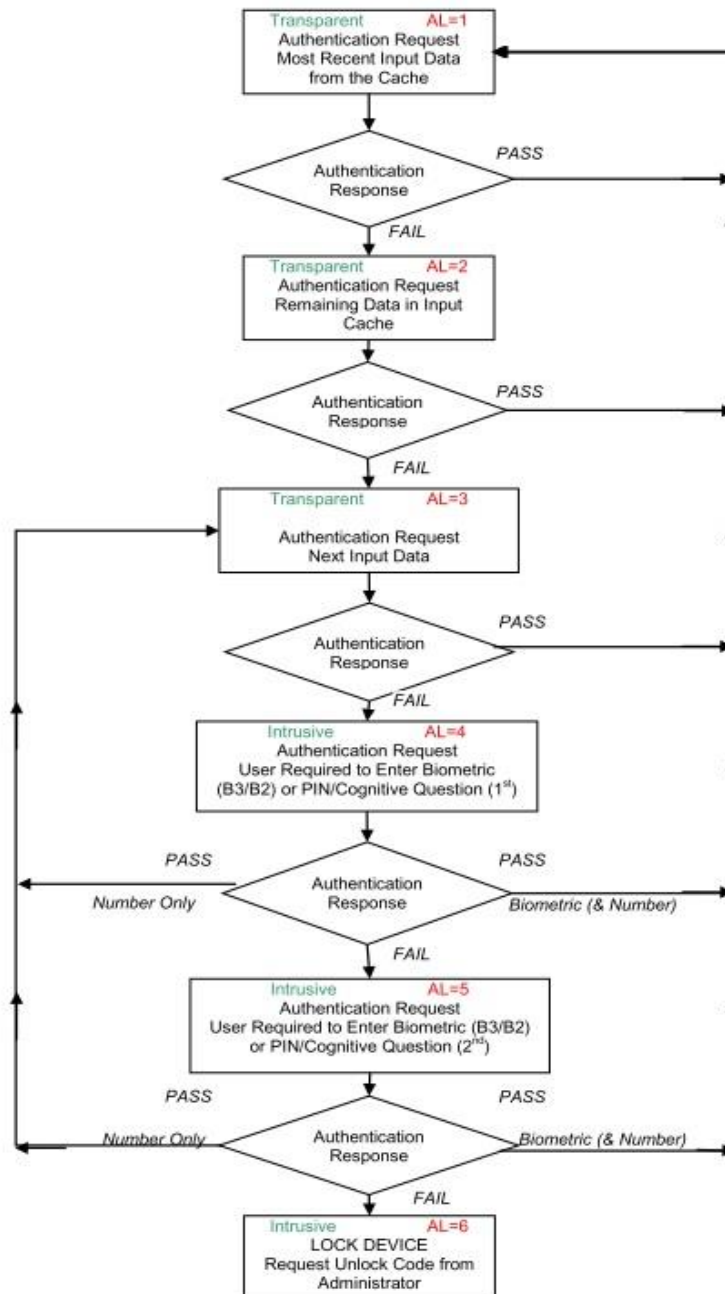 Transparent AL=1
Authentication Request
Most Recent Input Data
from the Cache
PASS
Authentication
Response
FAIL
Transparent AL=2
Authentication Request
Remaining Data in Input
Cache
PASS
Authentication
Response
FAIL
Transparent AL=3
Authentication Request
Next Input Data
PASS
Authentication
Response
FAIL
Intrusive AL=4
Authentication Request
User Required to Enter Biometric
(B3/B2) or PIN/Cognitive Question (1st)
PASS PASS
Authentication
Response
Number Only Biometric (& Number)
FAIL
Intrusive AL=5
Authentication Request
User Required to Enter Biometric (B3/B2)
or PIN/Cognitive Question (2nd)
PASS PASS
Number Only Authentication Biometric (& Number)
Response
FAIL
Intrusive AL=6
LOCK DEVICE
Request Unlock Code from
Administrator